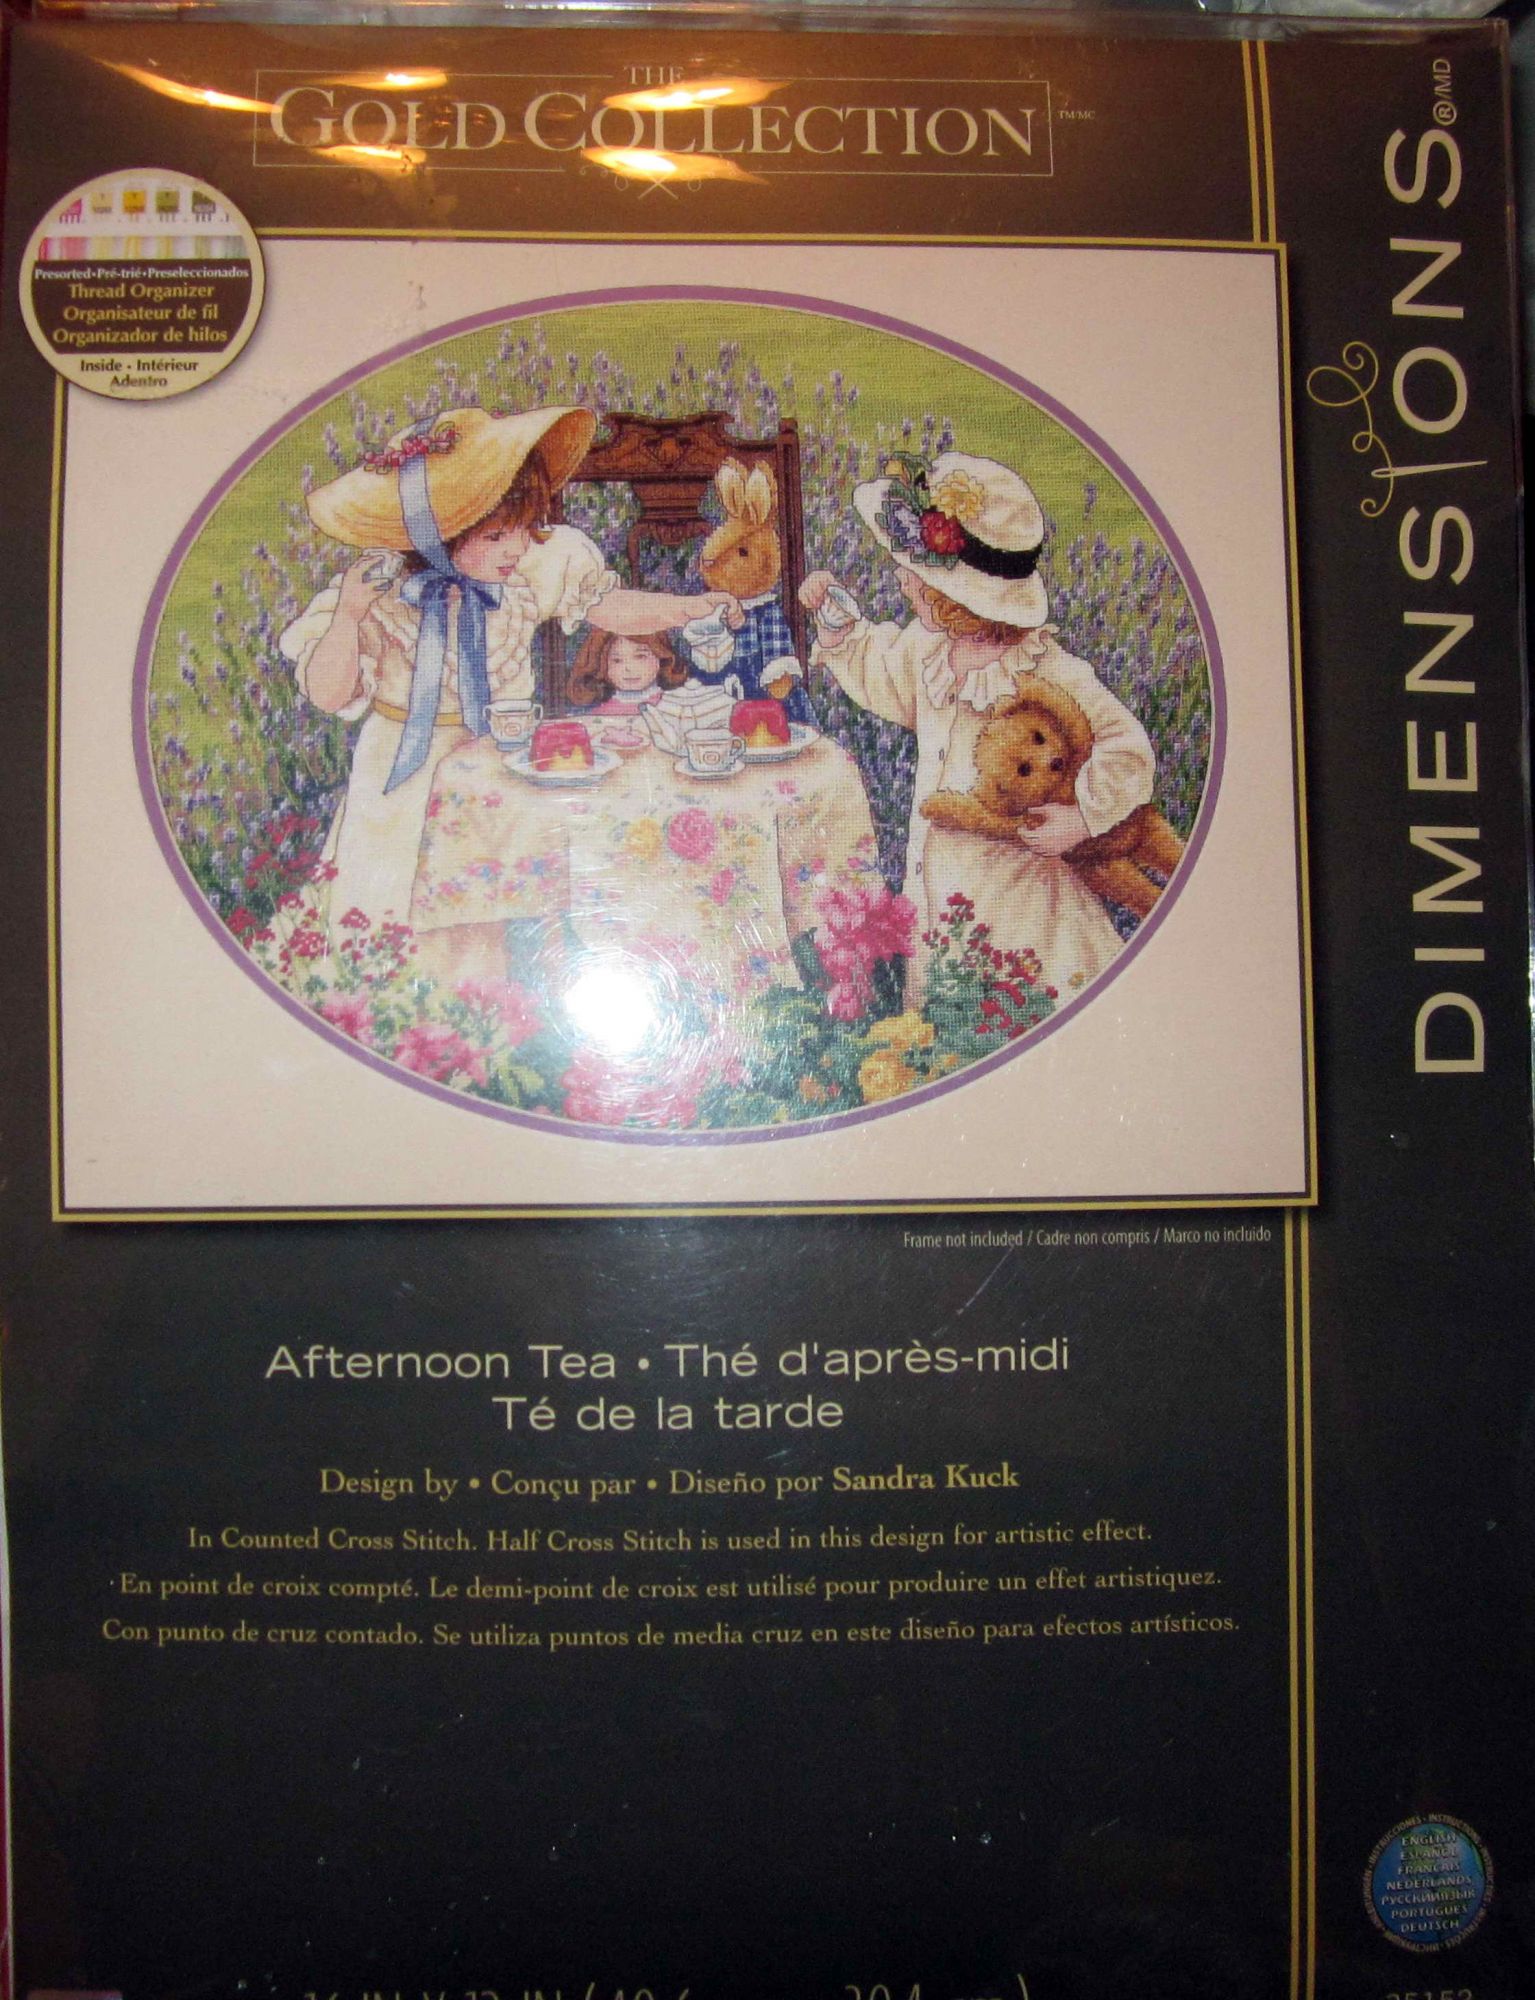 THE
GOLD COLLECTION ™/MC
DIMENSIONS®/MD
Presorted•Pré-trié•Preseleccionados
Thread Organizer
Organisateur de fil
Organizador de hilos
Inside • Intérieur
Adentro
Frame not included / Cadre non compris / Marco no incluido
Afternoon Tea • Thé d'après-midi
Té de la tarde
Design by • Conçu par • Diseño por Sandra Kuck
In Counted Cross Stitch. Half Cross Stitch is used in this design for artistic effect.
En point de croix compté. Le demi-point de croix est utilisé pour produire un effet artistiquez.
Con punto de cruz contado. Se utiliza puntos de media cruz en este diseño para efectos artísticos.
ENGLISH
ESPAÑOL
FRANÇAIS
NEDERLANDS
РУССКИЙ ЯЗЫК
PORTUGUÉS
DEUTSCH